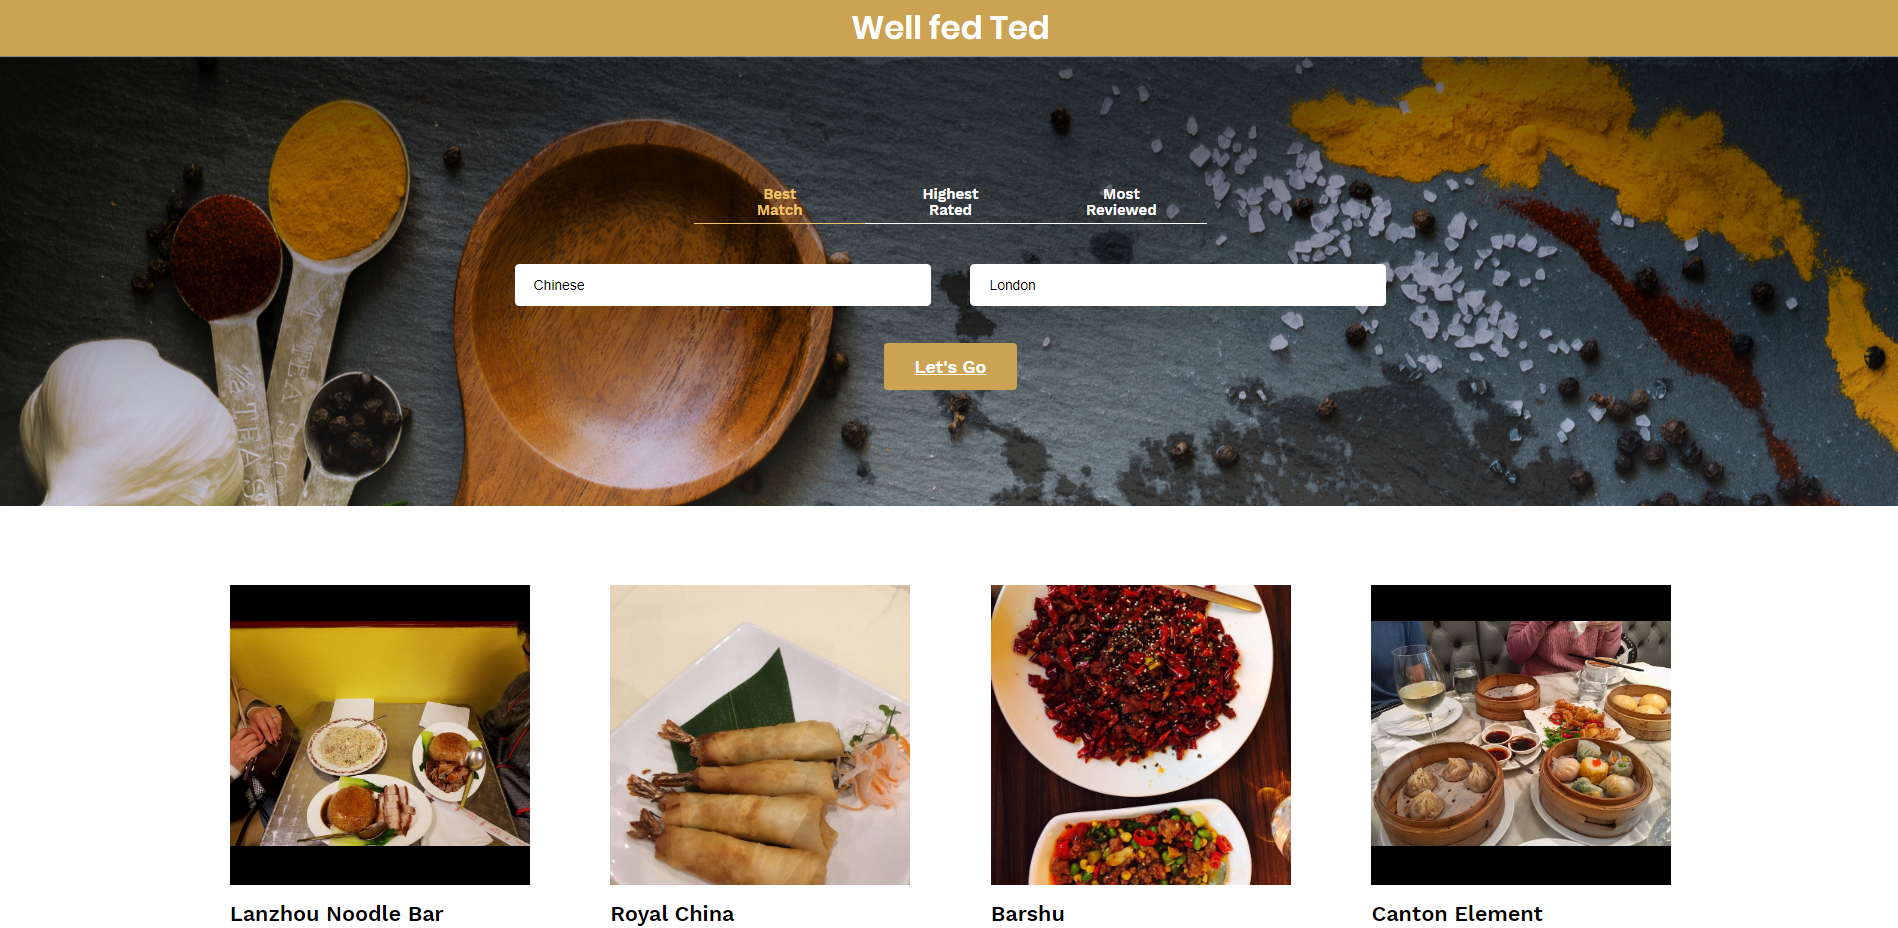 Well fed Ted
Best
Match
Highest
Rated
Most
Reviewed
Chinese
London
Let's Go
Lanzhou Noodle Bar
Royal China
Barshu
Canton Element